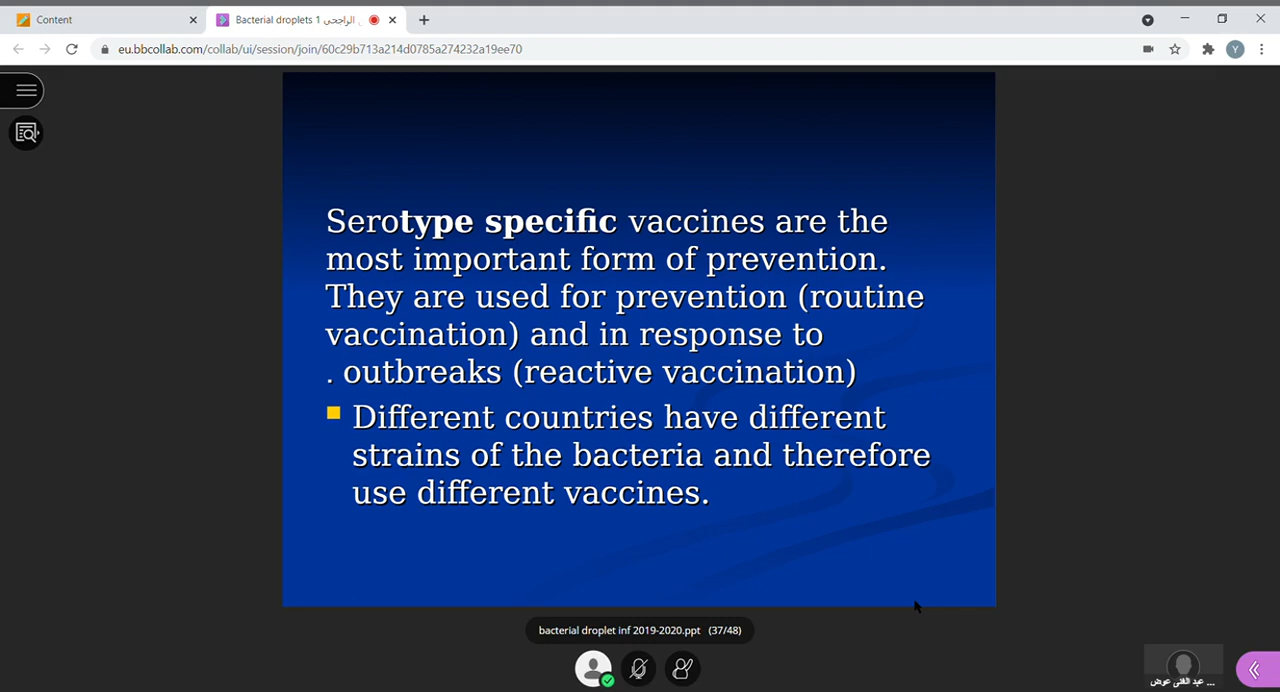 Content
Bacterial droplets 1 الراجحى
eu.bbcollab.com/collab/ui/session/join/60c29b713a214d0785a274232a19ee70
Y
Serotype specific vaccines are the
most important form of prevention.
They are used for prevention (routine
vaccination) and in response to
. outbreaks (reactive vaccination)
Different countries have different
strains of the bacteria and therefore
use different vaccines.
bacterial droplet inf 2019-2020.ppt (37/48)
عبد الغنى عوض ...